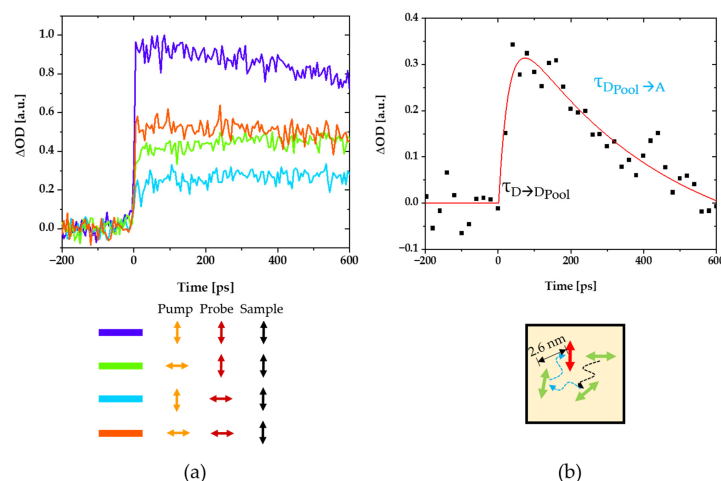 (a)
(b)
ΔOD [a.u.]
1.0
0.8
0.6
0.4
0.2
0.0
-200 0 200 400 600
Time [ps]
Pump Probe Sample
(a)
ΔOD [a.u.]
0.4
0.3
0.2
0.1
0.0
-0.1
τDPool→A
τD→DPool
-200 0 200 400 600
Time [ps]
2.6 nm
(b)